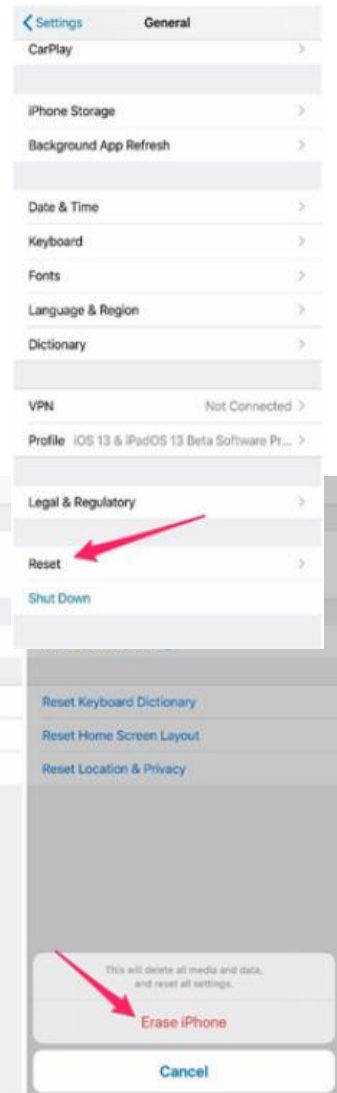 Settings General
CarPlay
iPhone Storage
Background App Refresh
Date & Time
Keyboard
Fonts
Language & Region
Dictionary
VPN Not Connected
Profile iOS 13 & iPadOS 13 Beta Software Pr...
Legal & Regulatory
Reset
Shut Down
Reset Keyboard Dictionary
Reset Home Screen Layout
Reset Location & Privacy
This will delete all media and data,
and reset all settings.
Erase iPhone
Cancel